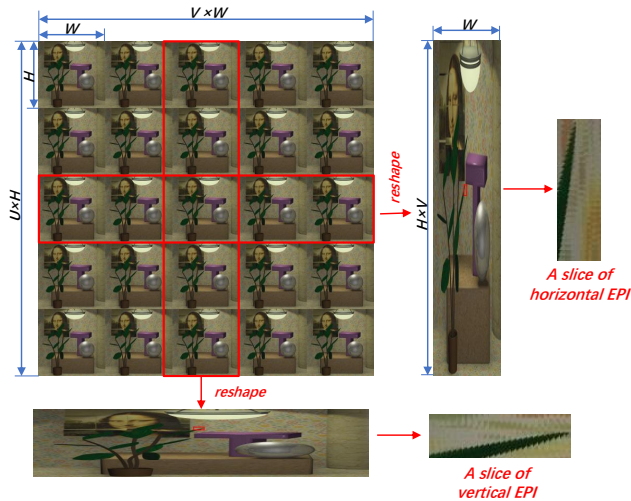 V ×W
W
W
H
U×H
reshape
H×V
A slice of
horizontal EPI
reshape
A slice of
vertical EPI